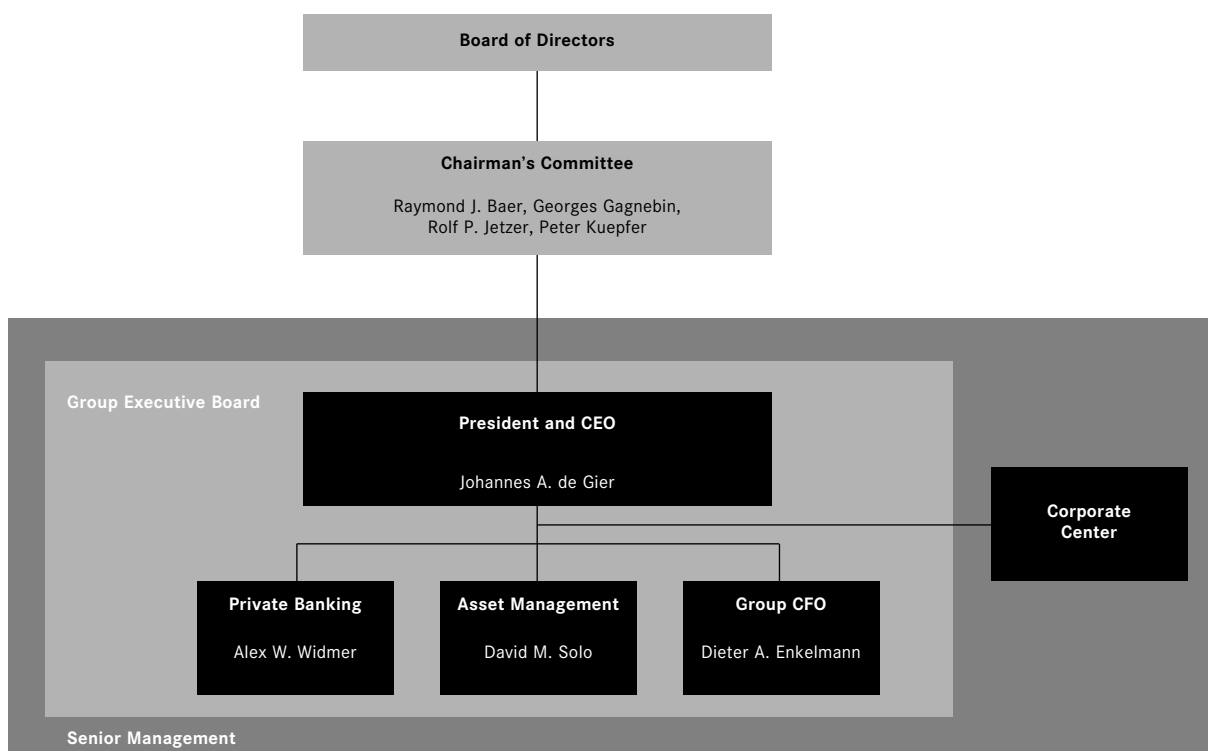 Board of Directors
Chairman’s Committee
Raymond J. Baer, Georges Gagnebin,
Rolf P. Jetzer, Peter Kuepfer
Group Executive Board
President and CEO
Johannes A. de Gier
Corporate
Center
Private Banking
Alex W. Widmer
Asset Management
David M. Solo
Group CFO
Dieter A. Enkelmann
Senior Management